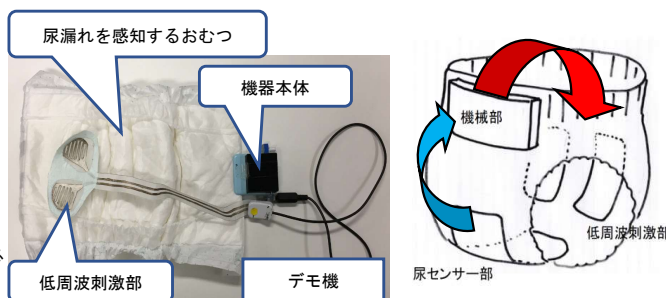 尿漏れを感知するおむつ
機器本体
低周波刺激部
デモ機
機械部
低周波刺激部
尿センサー部